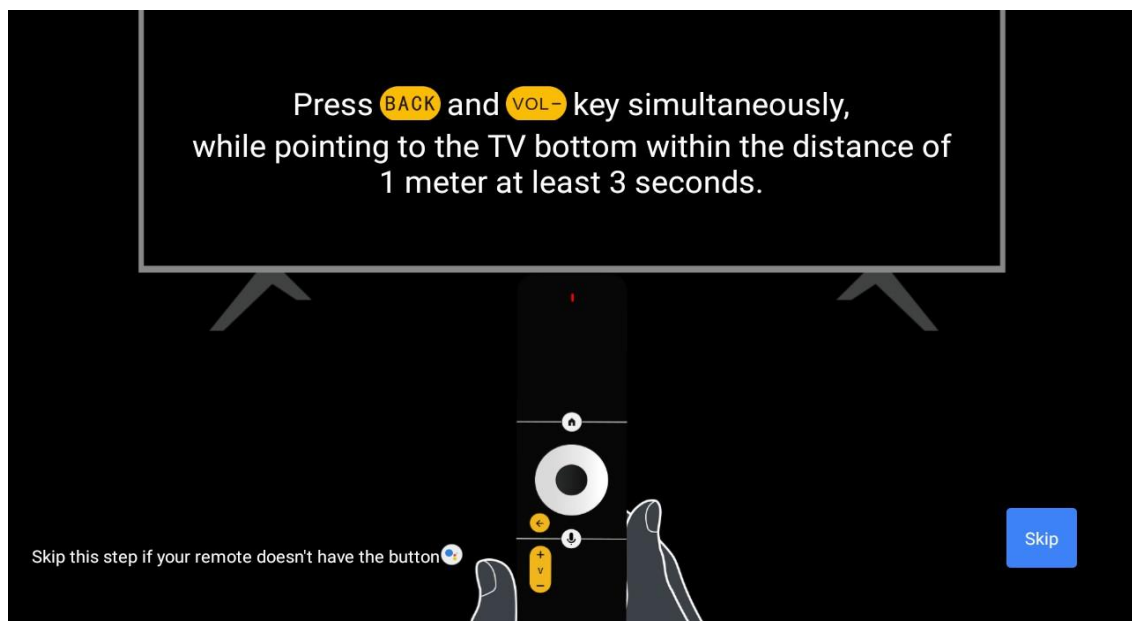 Press BACK and VOL- key simultaneously,
while pointing to the TV bottom within the distance of
1 meter at least 3 seconds.
+
V
-
Skip this step if your remote doesn't have the button
Skip